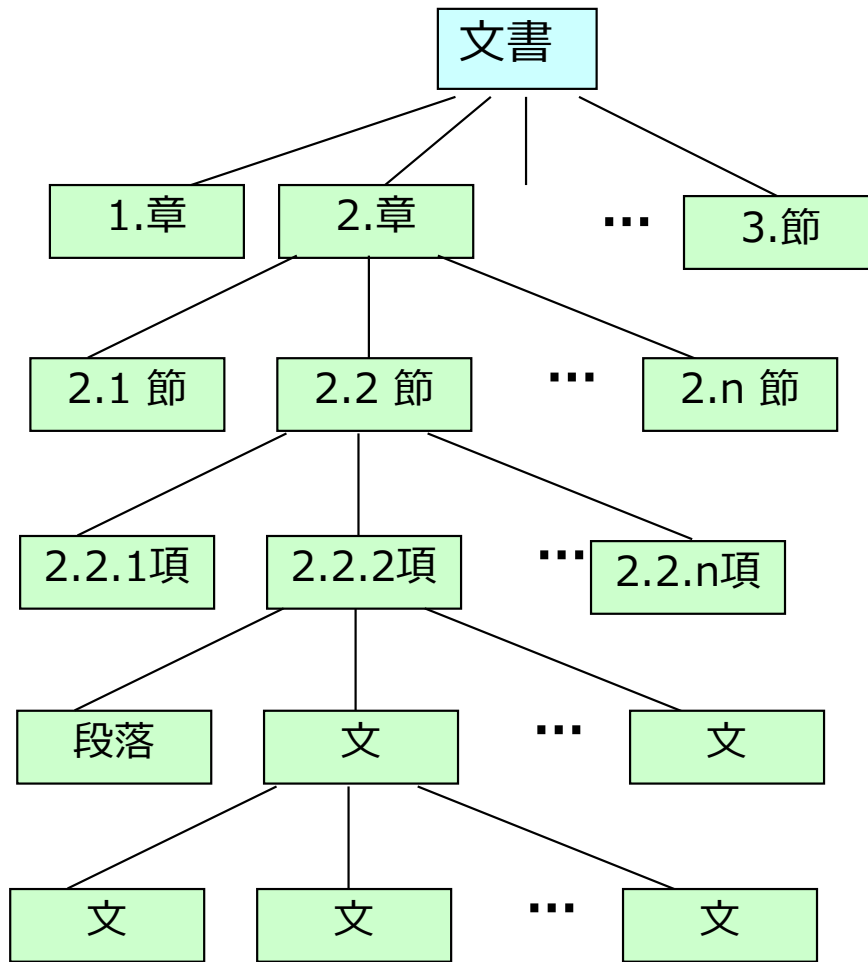 文書
1.章
2.章
…
3.節
2.1 節
2.2 節
…
2.n 節
2.2.1項
2.2.2項
…
2.2.n項
段落
文
…
文
文
文
…
文